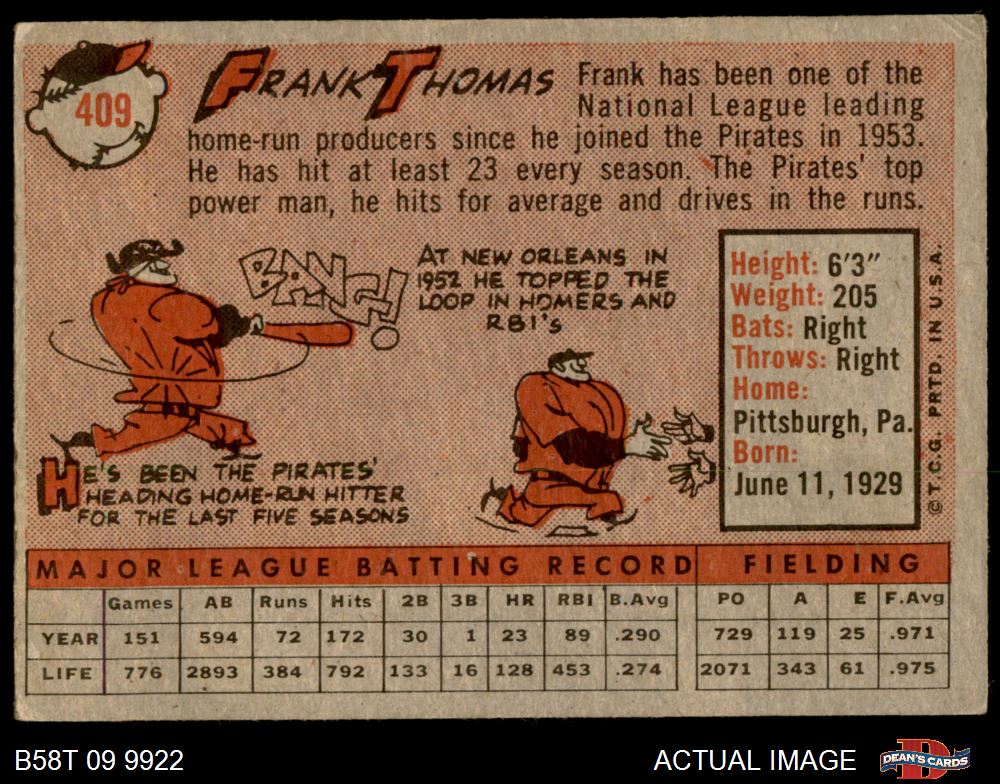 409
FRANK THOMAS
Frank has been one of the
National League leading
home-run producers since he joined the Pirates in 1953.
He has hit at least 23 every season. The Pirates' top
power man, he hits for average and drives in the runs.
BANG!
AT NEW ORLEANS IN
1952 HE TOPPED THE
LOOP IN HOMERS AND
RBI's
HE'S BEEN THE PIRATES'
HEADING HOME-RUN HITTER
FOR THE LAST FIVE SEASONS
Height: 6'3"
Weight: 205
Bats: Right
Throws: Right
Home:
Pittsburgh, Pa.
Born:
June 11, 1929
© T.C.G. PRTD. IN U.S.A.
MAJOR LEAGUE BATTING RECORD FIELDING
Games AB Runs Hits 2B 3B HR RBI B.Avg PO A E F.Avg
YEAR 151 594 72 172 30 1 23 89 .290 729 119 25 .971
LIFE 776 2893 384 792 133 16 128 453 .274 2071 343 61 .975
B58T 09 9922 ACTUAL IMAGE DEAN'S CARDS